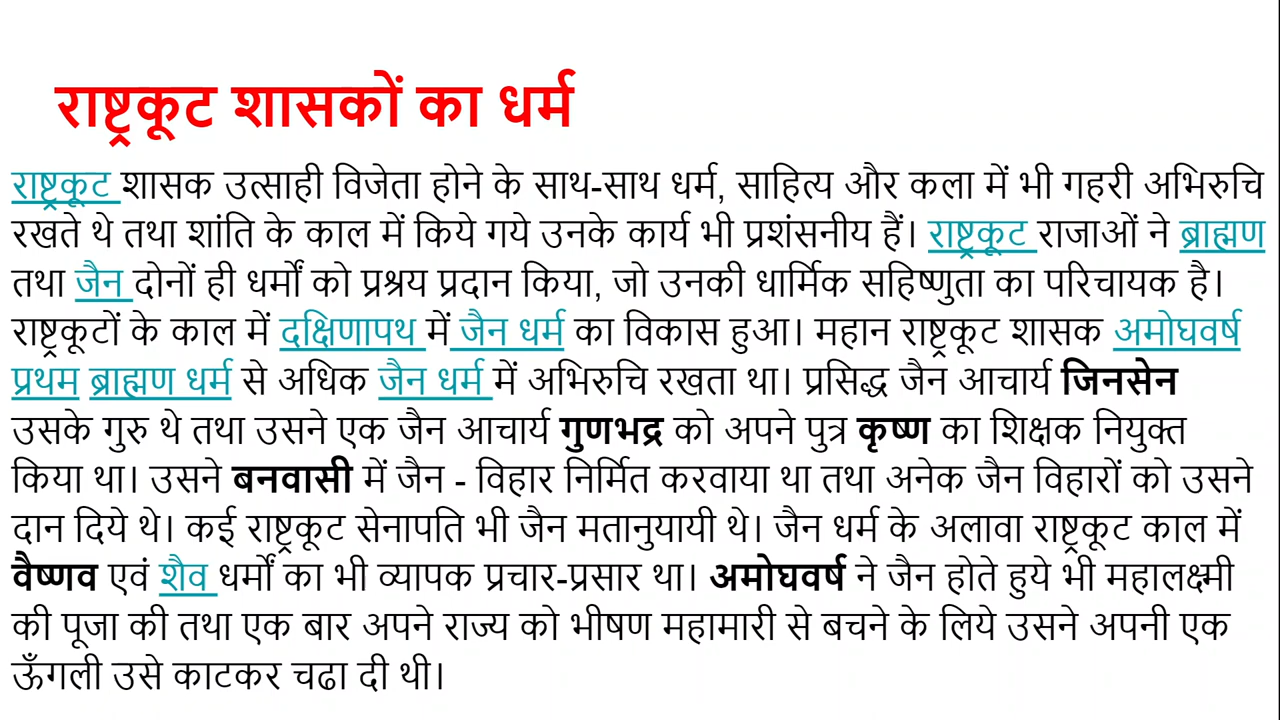 राष्ट्रकूट शासकों का धर्म
राष्ट्रकूट शासक उत्साही विजेता होने के साथ-साथ धर्म, साहित्य और कला में भी गहरी अभिरुचि
रखते थे तथा शांति के काल में किये गये उनके कार्य भी प्रशंसनीय हैं। राष्ट्रकूट राजाओं ने ब्राह्मण
तथा जैन दोनों ही धर्मों को प्रश्रय प्रदान किया, जो उनकी धार्मिक सहिष्णुता का परिचायक है।
राष्ट्रकूटों के काल में दक्षिणापथ में जैन धर्म का विकास हुआ। महान राष्ट्रकूट शासक अमोघवर्ष
प्रथम ब्राह्मण धर्म से अधिक जैन धर्म में अभिरुचि रखता था। प्रसिद्ध जैन आचार्य जिनसेन
उसके गुरु थे तथा उसने एक जैन आचार्य गुणभद्र को अपने पुत्र कृष्ण का शिक्षक नियुक्त
किया था। उसने बनवासी में जैन - विहार निर्मित करवाया था तथा अनेक जैन विहारों को उसने
दान दिये थे। कई राष्ट्रकूट सेनापति भी जैन मतानुयायी थे। जैन धर्म के अलावा राष्ट्रकूट काल में
वैष्णव एवं शैव धर्मों का भी व्यापक प्रचार-प्रसार था। अमोघवर्ष ने जैन होते हुये भी महालक्ष्मी
की पूजा की तथा एक बार अपने राज्य को भीषण महामारी से बचने के लिये उसने अपनी एक
ऊँगली उसे काटकर चढा दी थी।